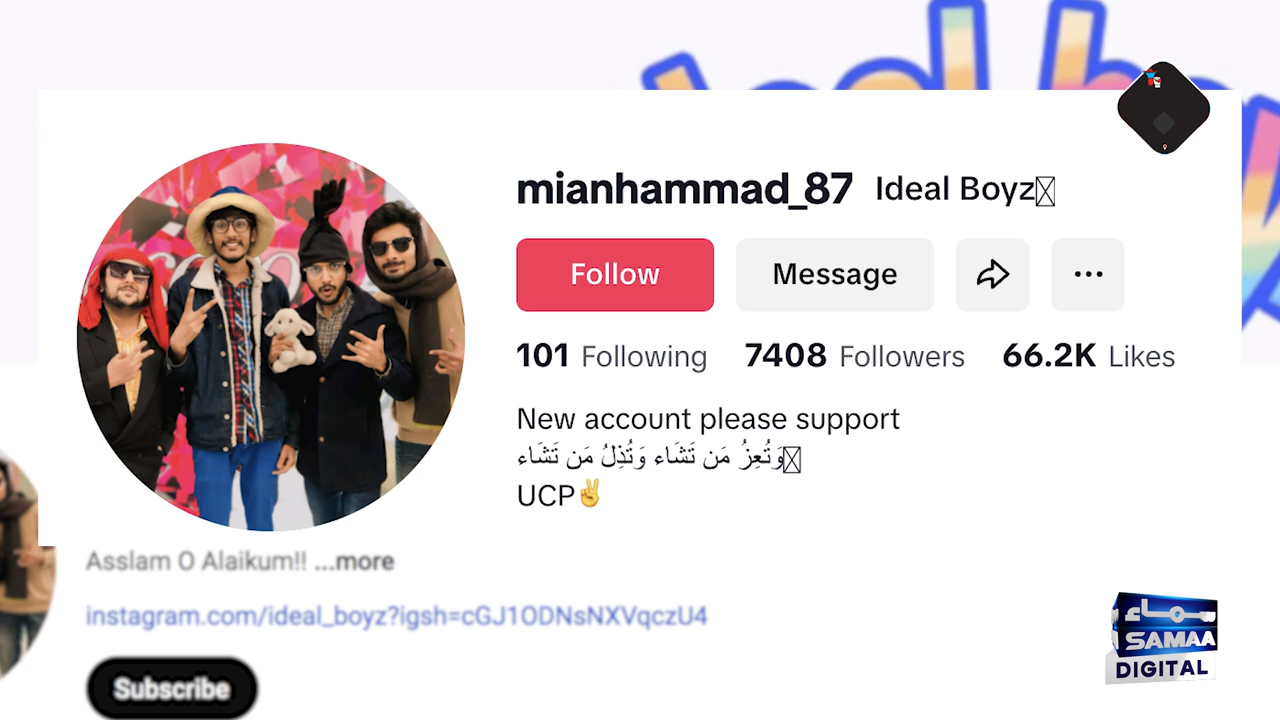 mianhammad_87 Ideal Boyz
Follow Message
101 Following 7408 Followers 66.2K Likes
New account please support
وَتُعِزُ مَن تَشَاء وَتُذِلُ مَن تَشَاء
UCP✌
Asslam O Alaikum!! ...more
instagram.com/ideal_boyz?igsh=cGJ1ODNsNXVqczU4
Subscribe
سماء
SAMAA
DIGITAL